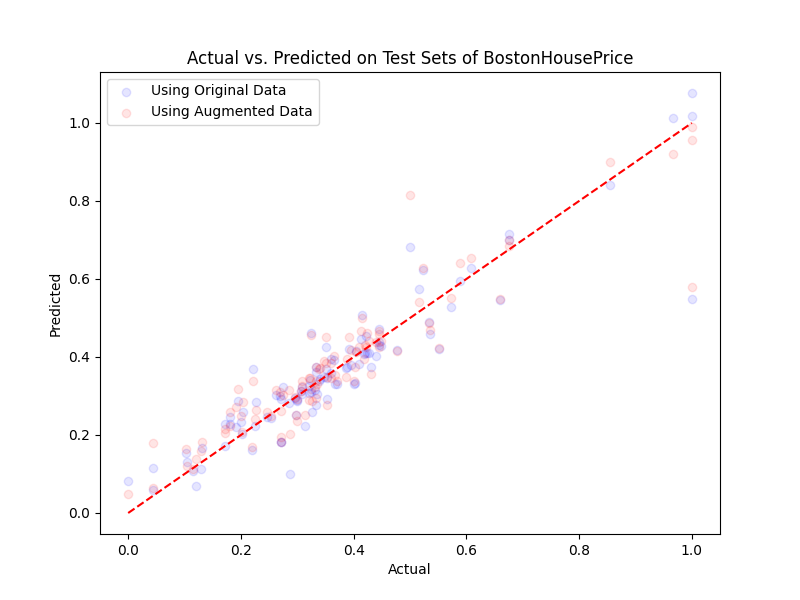 Actual vs. Predicted on Test Sets of BostonHousePrice
Using Original Data
Using Augmented Data
1.0
0.8
0.6
0.4
0.2
0.0
Predicted
0.0 0.2 0.4 0.6 0.8 1.0
Actual